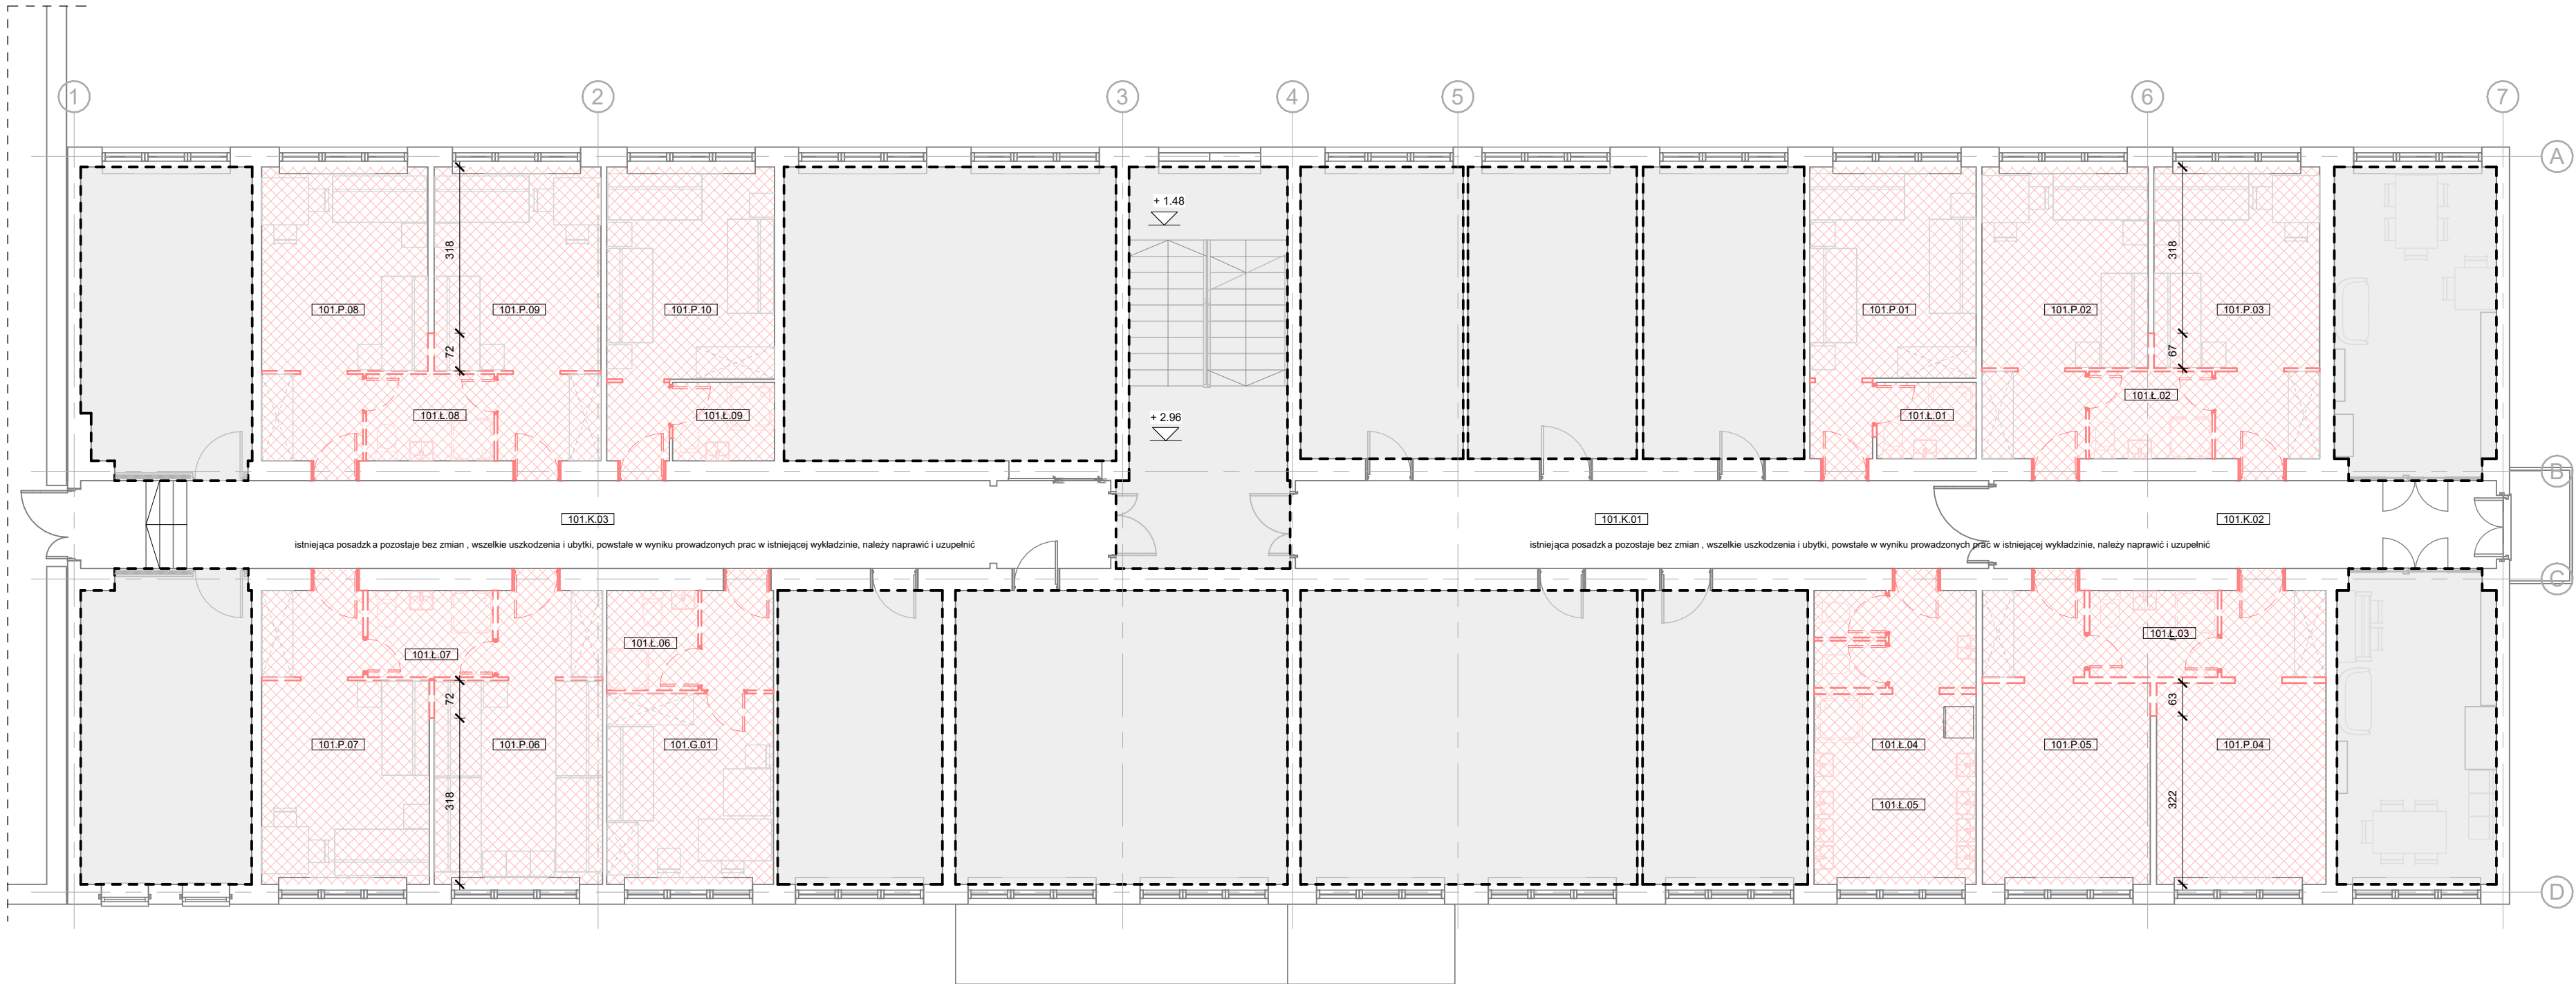 1
2
3
4
5
6
7
A
+ 1.48
318
318
101.P.08
101.P.09
101.P.10
101.P.01
101.P.02
101.P.03
72
67
101.Ł.02
101.Ł.08
101.Ł.09
101.Ł.01
+ 2.96
B
101.K.03
101.K.01
101.K.02
istniejąca posadzk a pozostaje bez zmian , wszelkie uszkodzenia i ubytki, powstałe w wyniku prowadzonych prac w istniejącej wykładzinie, należy naprawić i uzupełnić
istniejąca posadzk a pozostaje bez zmian , wszelkie uszkodzenia i ubytki, powstałe w wyniku prowadzonych prac w istniejącej wykładzinie, należy naprawić i uzupełnić
C
101.Ł.06
101.Ł.03
101.Ł.07
72
63
101.P.07
101.P.06
101.G.01
101.Ł.04
101.P.05
101.P.04
318
322
101.Ł.05
D